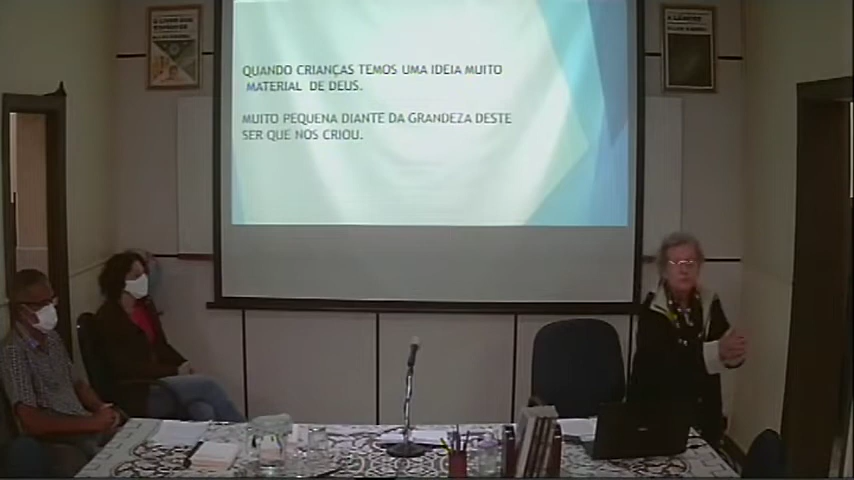 QUANDO CRIANÇAS TEMOS UMA IDEIA MUITO
MATERIAL DE DEUS.
MUITO PEQUENA DIANTE DA GRANDEZA DESTE
SER QUE NOS CRIOU.